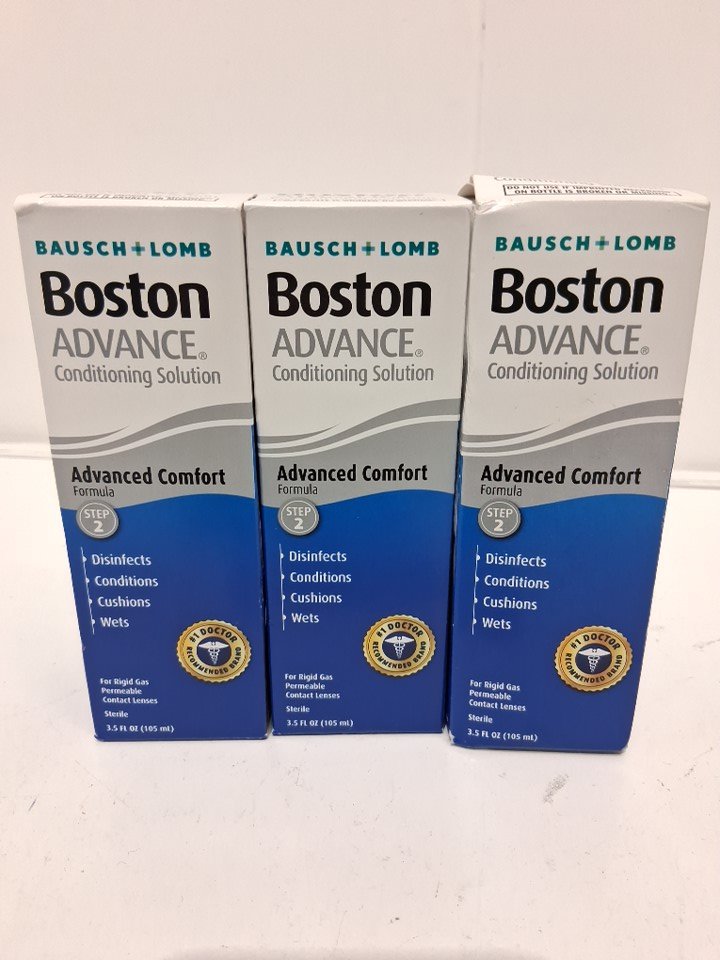 BAUSCH+LOMB
Boston
ADVANCE®
Conditioning Solution
Advanced Comfort
Formula
STEP
2
Disinfects
Conditions
Cushions
Wets
#1 DOCTOR
RECOMMENDED BRAND
For Rigid Gas
Permeable
Contact Lenses
Sterile
3.5 FL OZ (105 mL)
BAUSCH+LOMB
Boston
ADVANCE®
Conditioning Solution
Advanced Comfort
Formula
STEP
2
Disinfects
Conditions
Cushions
Wets
#1 DOCTOR
RECOMMENDED BRAND
For Rigid Gas
Permeable
Contact Lenses
Sterile
3.5 FL OZ (105 mL)
DO NOT USE IF IMPRINTED
ON BOTTLE IS BROKEN OR MISSING
BAUSCH+LOMB
Boston
ADVANCE®
Conditioning Solution
Advanced Comfort
Formula
STEP
2
Disinfects
Conditions
Cushions
Wets
#1 DOCTOR
RECOMMENDED BRAND
For Rigid Gas
Permeable
Contact Lenses
Sterile
3.5 FL OZ (105 mL)